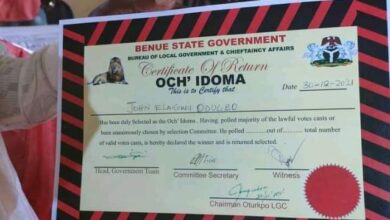 BENUE STATE GOVERNMENT
BUREAU OF LOCAL GOVERNMENT & CHIEFTAINCY AFFAIRS
Certificate Of Return
OCH' IDOMA
This is to Certify that
Date 30-12-2021
JOHN ELAIGWU ODOGBO
Has been duly Selected as the Och' Idoma . Having polled majority of the lawful votes casts or
been unanimously chosen by selection Committee. He polled out of total number
of valid votes casts, is hereby declared the winner and is returned selected.
Head, Government Team
Committee Secretary
Witness
Chairman Oturkpo LGC